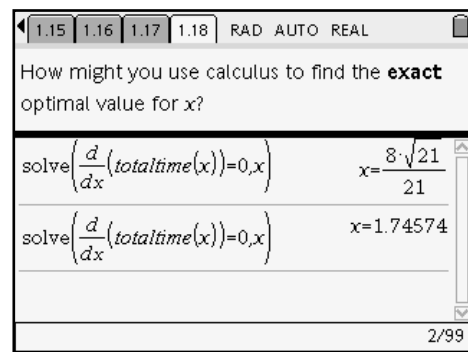 1.15 1.16 1.17 1.18 RAD AUTO REAL
How might you use calculus to find the exact
optimal value for x?
solve(d/dx(totaltime(x))=0,x) x=8·√21/21
solve(d/dx(totaltime(x))=0,x) x=1.74574
2/99